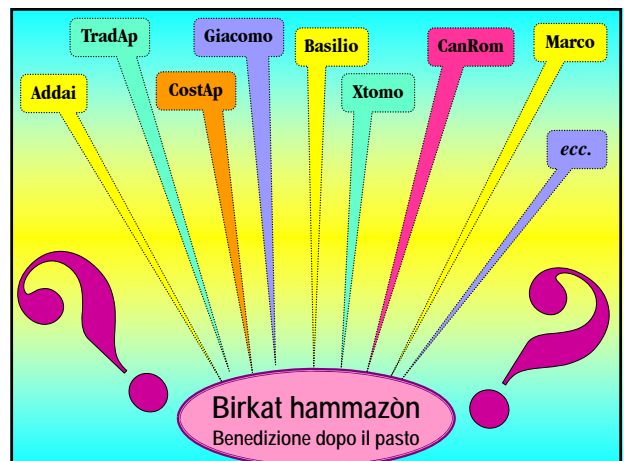 TradAp
Giacomo
Basilio
CanRom
Marco
Addai
CostAp
Xtomo
ecc.
Birkat hammazòn
Benedizione dopo il pasto